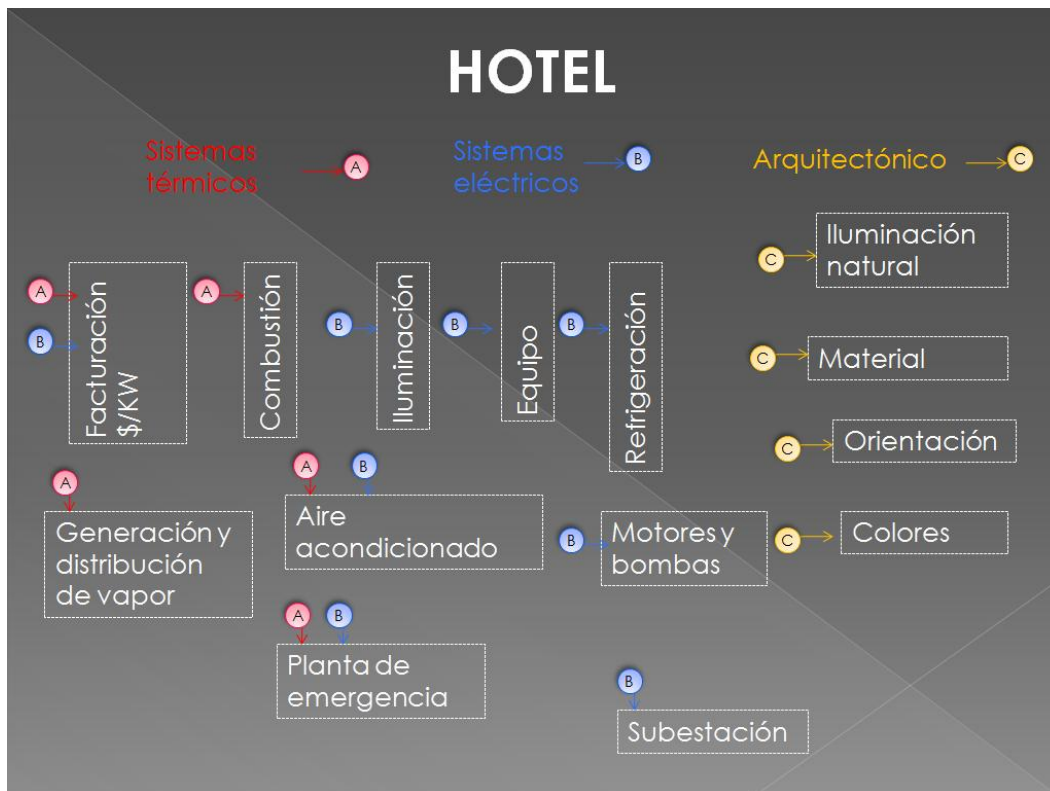 HOTEL
Sistemas
térmicos
A
Sistemas
eléctricos
B
Arquitectónico
C
A
B
Facturación
$/KW
A
Combustión
B
Iluminación
B
Equipo
B
Refrigeración
C
Iluminación
natural
C
Material
C
Orientación
C
Colores
A
Generación y
distribución
de vapor
A
B
Aire
acondicionado
B
Motores y
bombas
A
B
Planta de
emergencia
B
Subestación